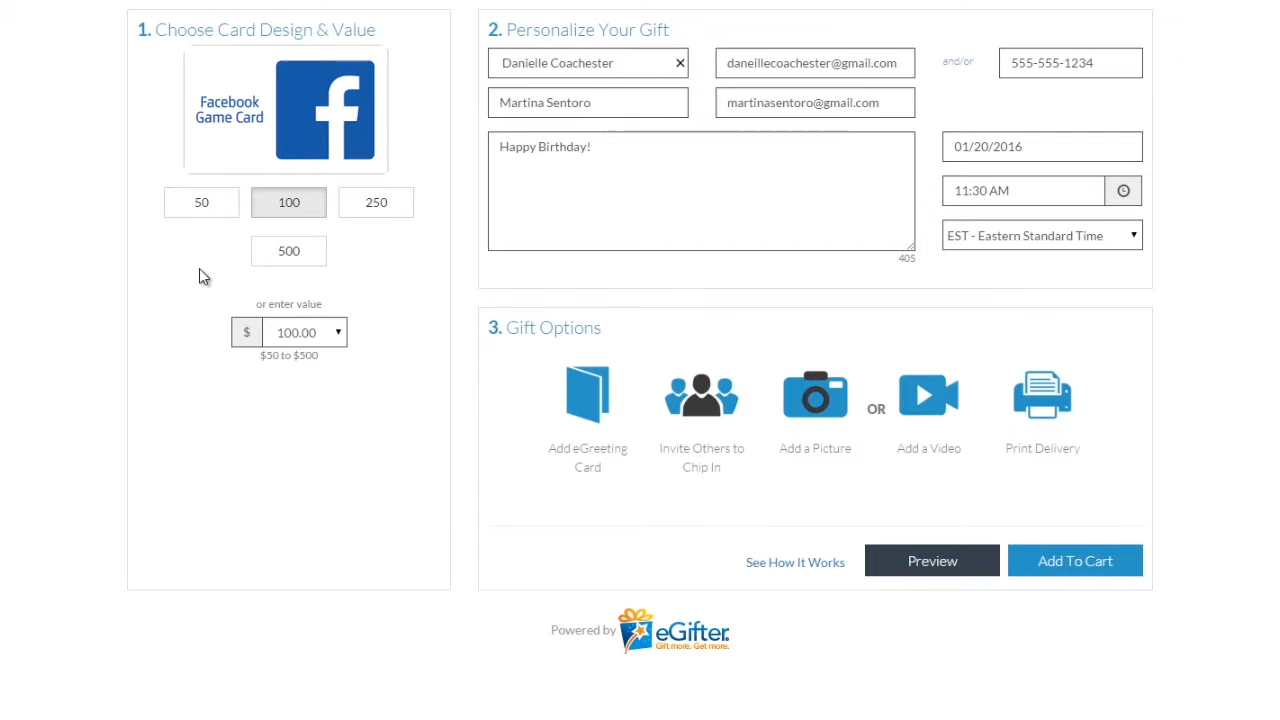 1. Choose Card Design & Value
Facebook
Game Card
50
100
250
500
or enter value
$
100.00
$50 to $500
2. Personalize Your Gift
Danielle Coachester
daneillecoachester@gmail.com
and/or
555-555-1234
Martina Sentoro
martinasentoro@gmail.com
Happy Birthday!
405
01/20/2016
11:30 AM
EST - Eastern Standard Time
3. Gift Options
Add eGreeting
Card
Invite Others to
Chip In
Add a Picture
OR
Add a Video
Print Delivery
See How It Works
Preview
Add To Cart
Powered by
eGifter
Gift more. Get more.